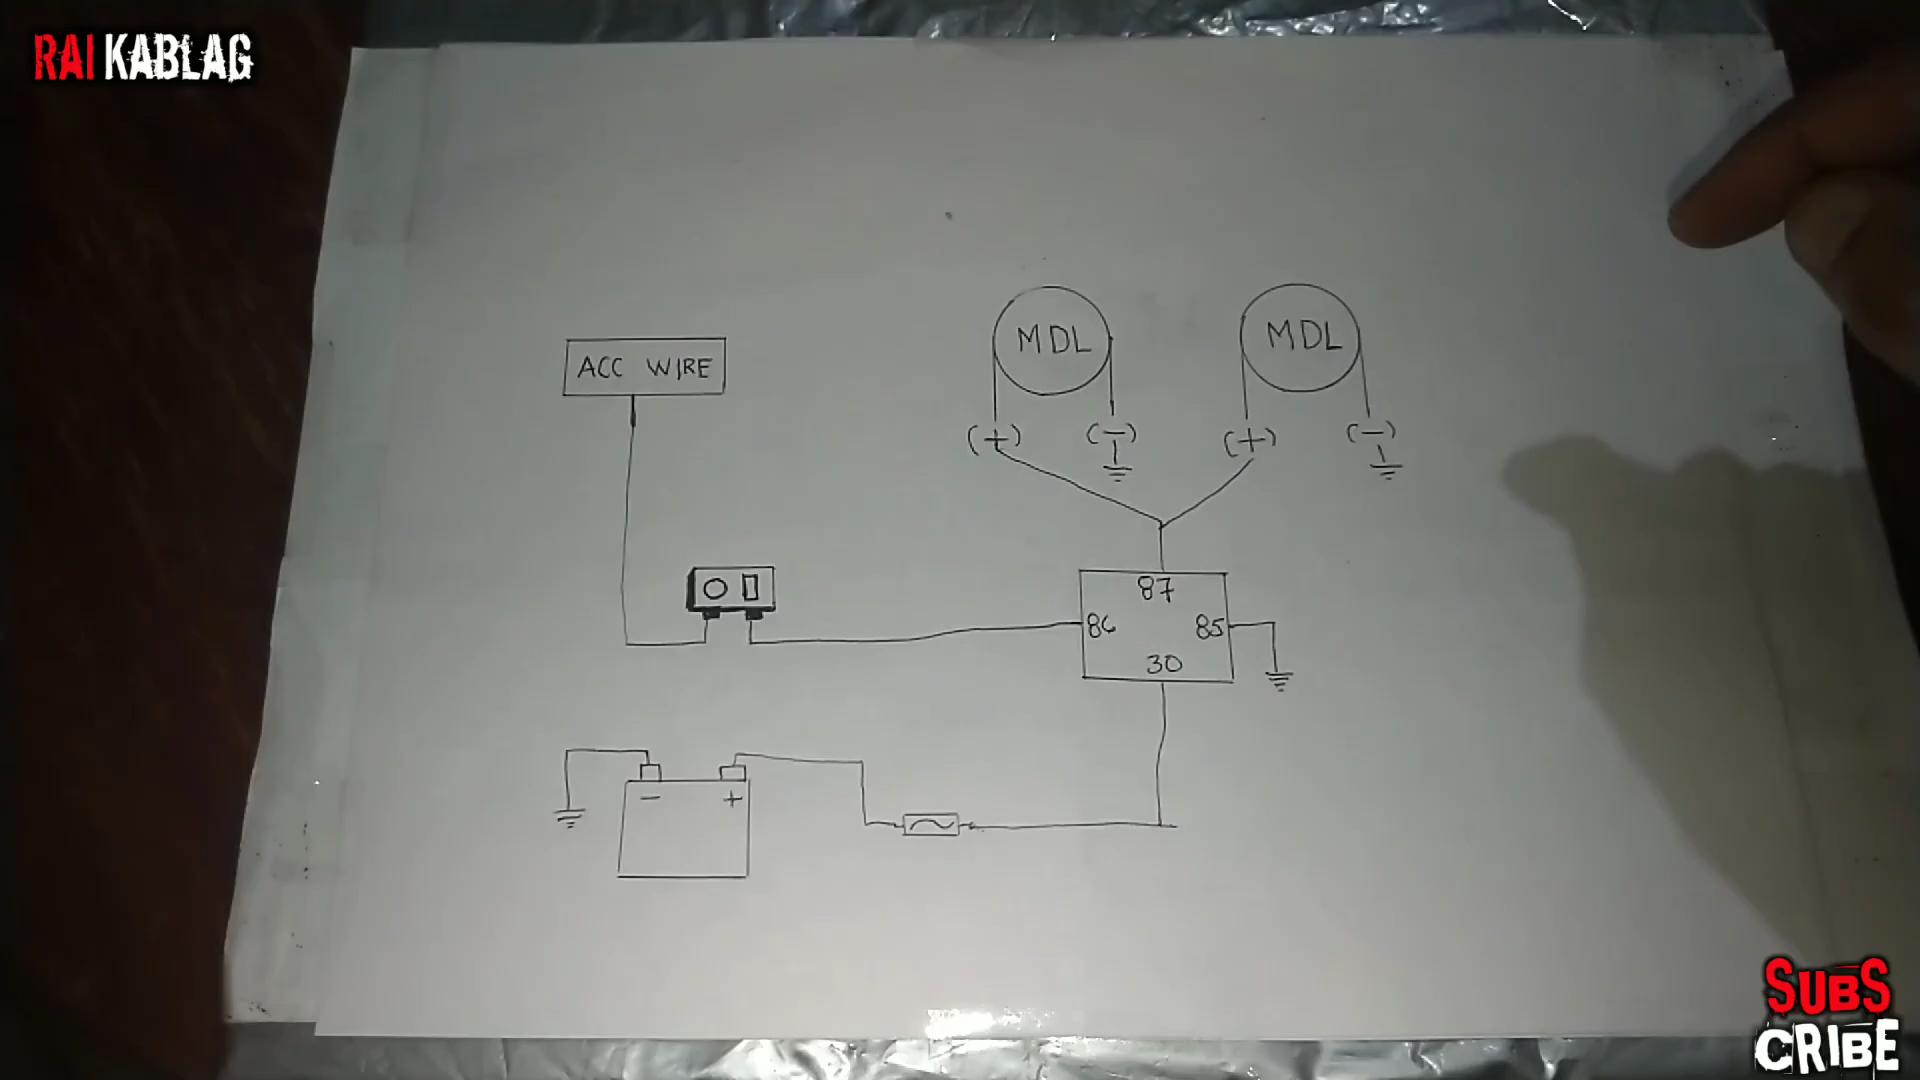 RAI KABLAG
ACC WIRE
MDL
MDL
(+)
(-)
(+)
(-)
87
86
85
30
-
+
SUBS
CRIBE